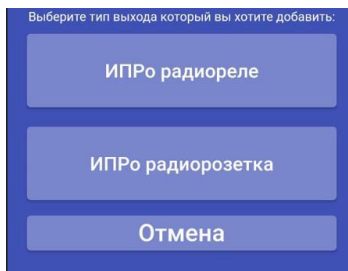 Выберите тип выхода который вы хотите добавить:
ИПРо радиореле
ИПРо радиорозетка
Отмена